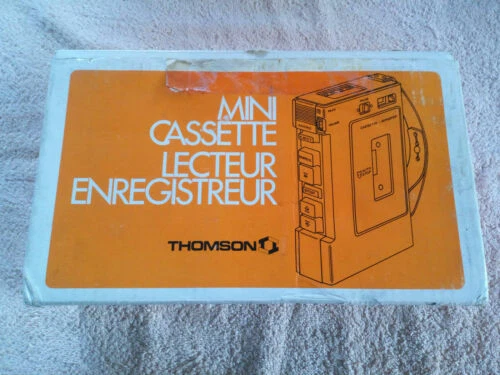 MINI
CASSETTE
LECTEUR
ENREGISTREUR
THOMSON